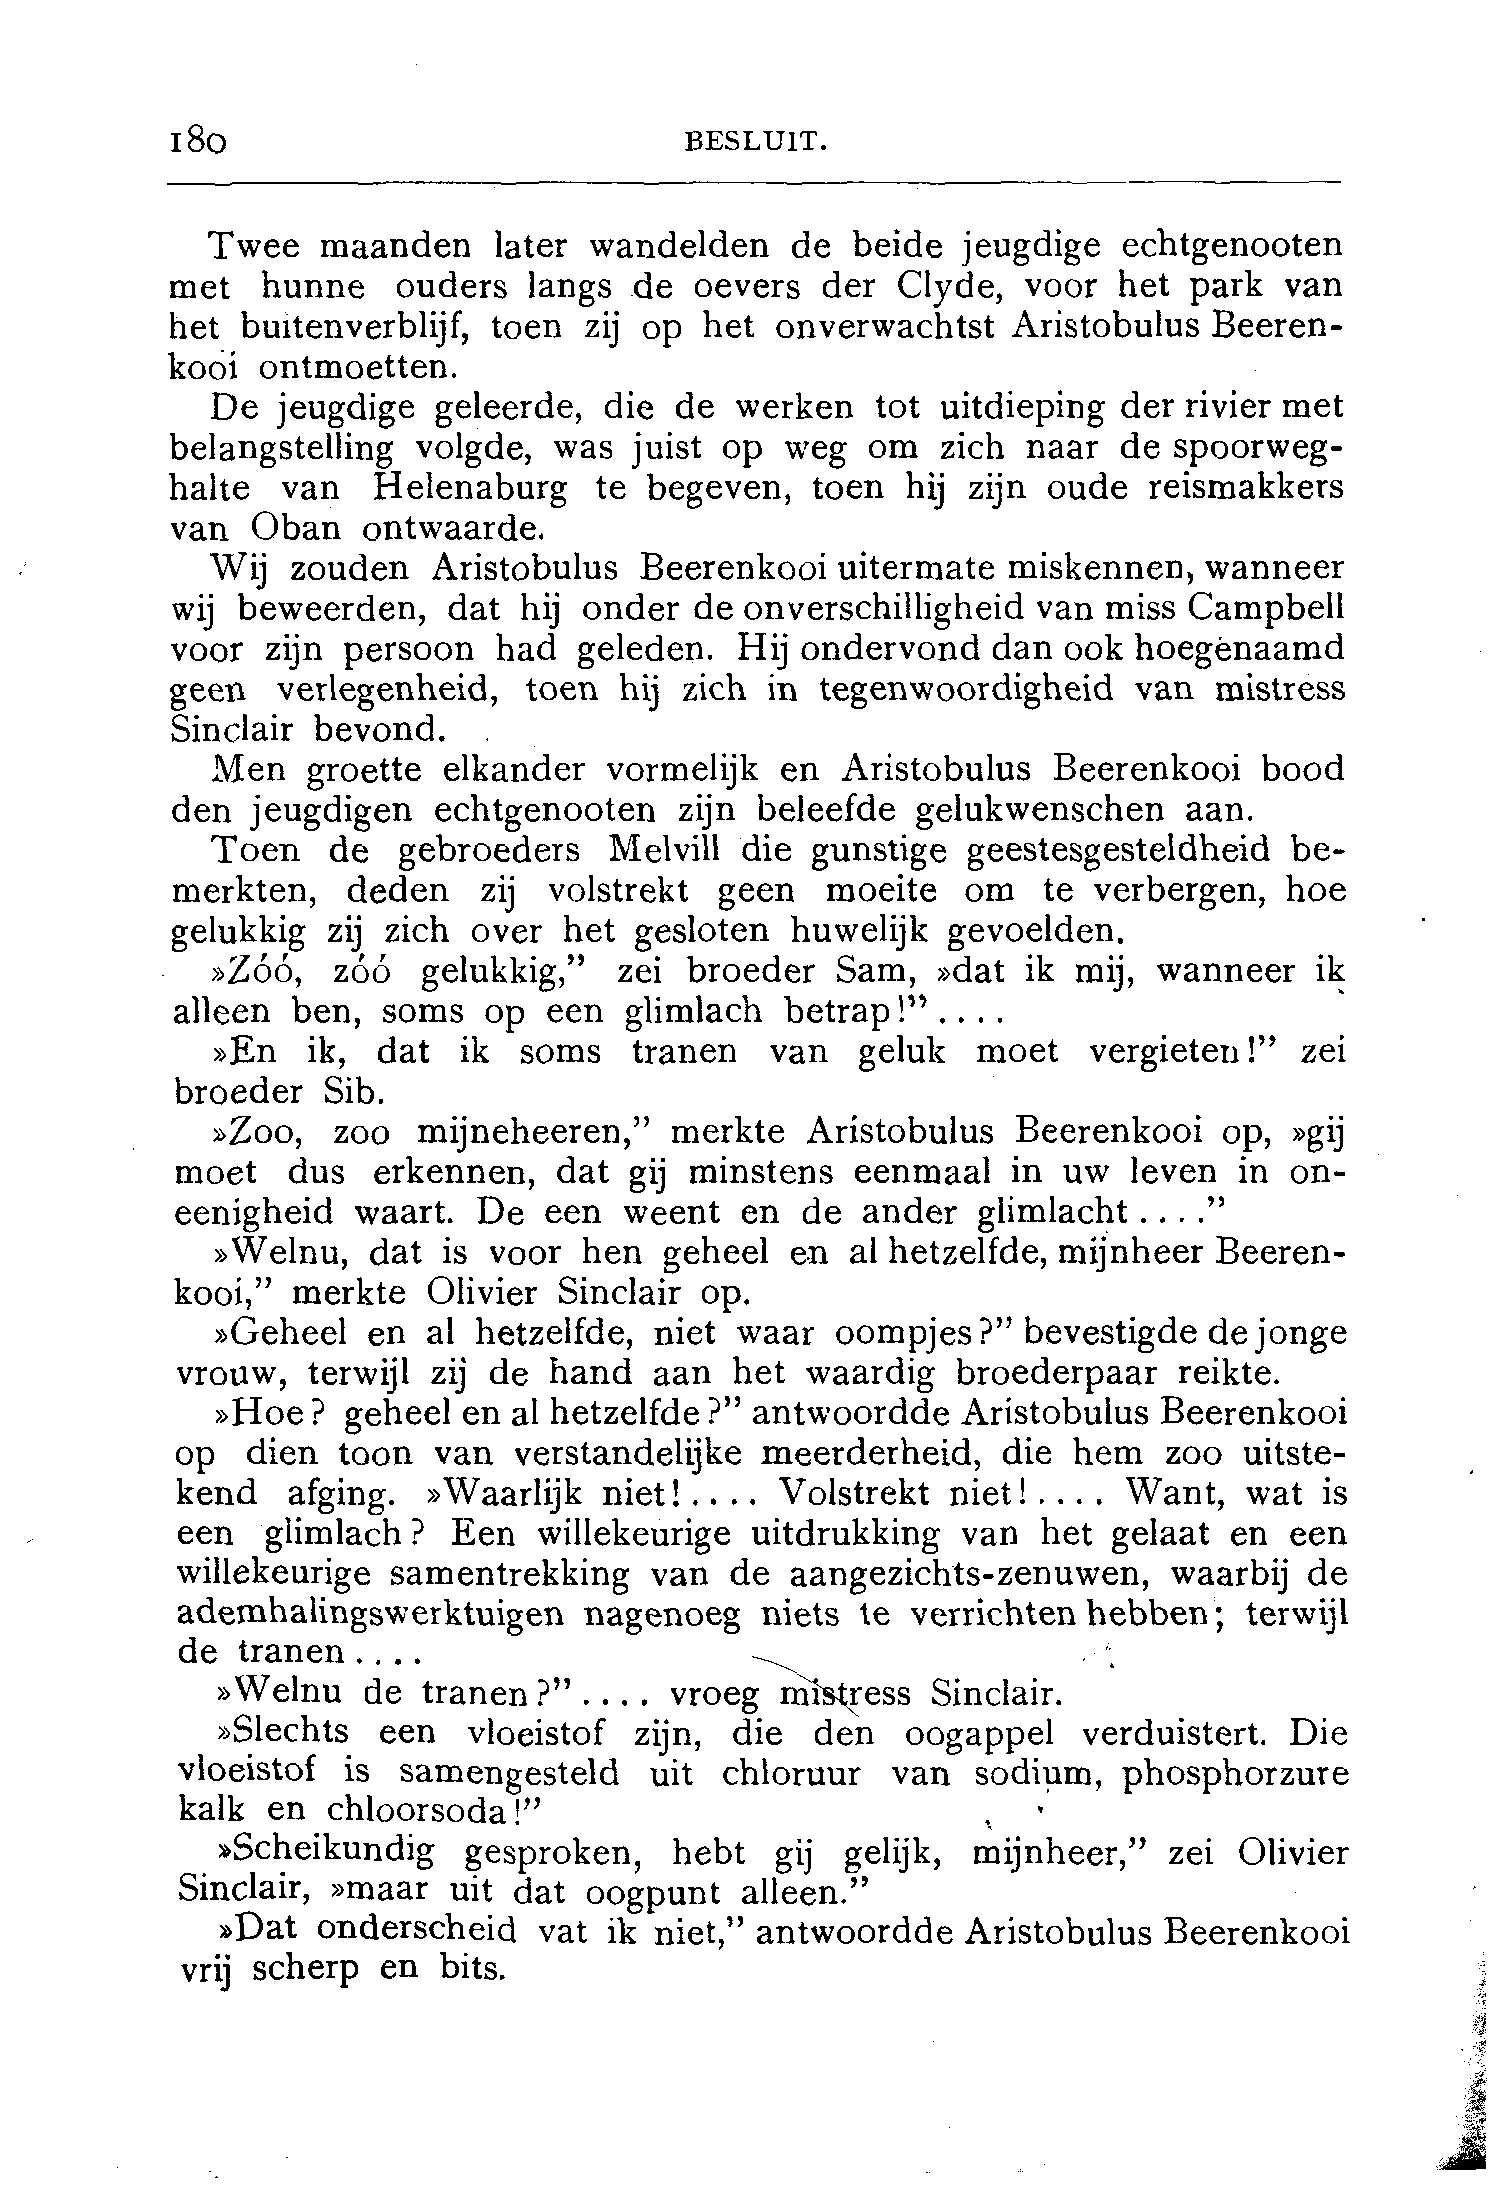 180 BESLUIT.
Twee maanden later wandelden de beide jeugdige echtgenooten
met hunne ouders langs de oevers der Clyde, voor het park van
het buitenverblijf, toen zij op het onverwachtst Aristobulus Beeren-
kooi ontmoetten.
De jeugdige geleerde, die de werken tot uitdieping der rivier met
belangstelling volgde, was juist op weg om zich naar de spoorweg-
halte van Helenaburg te begeven, toen hij zijn oude reismakkers
van Oban ontwaarde.
Wij zouden Aristobulus Beerenkooi uitermate miskennen, wanneer
wij beweerden, dat hij onder de onverschilligheid van miss Campbell
voor zijn persoon had geleden. Hij ondervond dan ook hoegenaamd
geen verlegenheid, toen hij zich in tegenwoordigheid van mistress
Sinclair bevond.
Men groette elkander vormelijk en Aristobulus Beerenkooi bood
den jeugdigen echtgenooten zijn beleefde gelukwenschen aan.
Toen de gebroeders Melvill die gunstige geestesgesteldheid be-
merkten, deden zij volstrekt geen moeite om te verbergen, hoe
gelukkig zij zich over het gesloten huwelijk gevoelden.
»Zóó, zóó gelukkig,” zei broeder Sam, »dat ik mij, wanneer ik
alleen ben, soms op een glimlach betrap!” . . . .
»En ik, dat ik soms tranen van geluk moet vergieten!” zei
broeder Sib.
»Zoo, zoo mijneheeren,” merkte Aristobulus Beerenkooi op, »gij
moet dus erkennen, dat gij minstens eenmaal in uw leven in on-
eenigheid waart. De een weent en de ander glimlacht . . . .”
»Welnu, dat is voor hen geheel en al hetzelfde, mijnheer Beeren-
kooi,” merkte Olivier Sinclair op.
»Geheel en al hetzelfde, niet waar oompjes?” bevestigde de jonge
vrouw, terwijl zij de hand aan het waardig broederpaar reikte.
»Hoe? geheel en al hetzelfde?” antwoordde Aristobulus Beerenkooi
op dien toon van verstandelijke meerderheid, die hem zoo uitste-
kend afging. »Waarlijk niet! . . . . Volstrekt niet! . . . . Want, wat is
een glimlach? Een willekeurige uitdrukking van het gelaat en een
willekeurige samentrekking van de aangezichts-zenuwen, waarbij de
ademhalingswerktuigen nagenoeg niets te verrichten hebben; terwijl
de tranen . . . .
»Welnu de tranen?” . . . . vroeg mistress Sinclair.
»Slechts een vloeistof zijn, die den oogappel verduistert. Die
vloeistof is samengesteld uit chloruur van sodium, phosphorzure
kalk en chloorsoda!”
»Scheikundig gesproken, hebt gij gelijk, mijnheer,” zei Olivier
Sinclair, »maar uit dat oogpunt alleen.”
»Dat onderscheid vat ik niet,” antwoordde Aristobulus Beerenkooi
vrij scherp en bits.